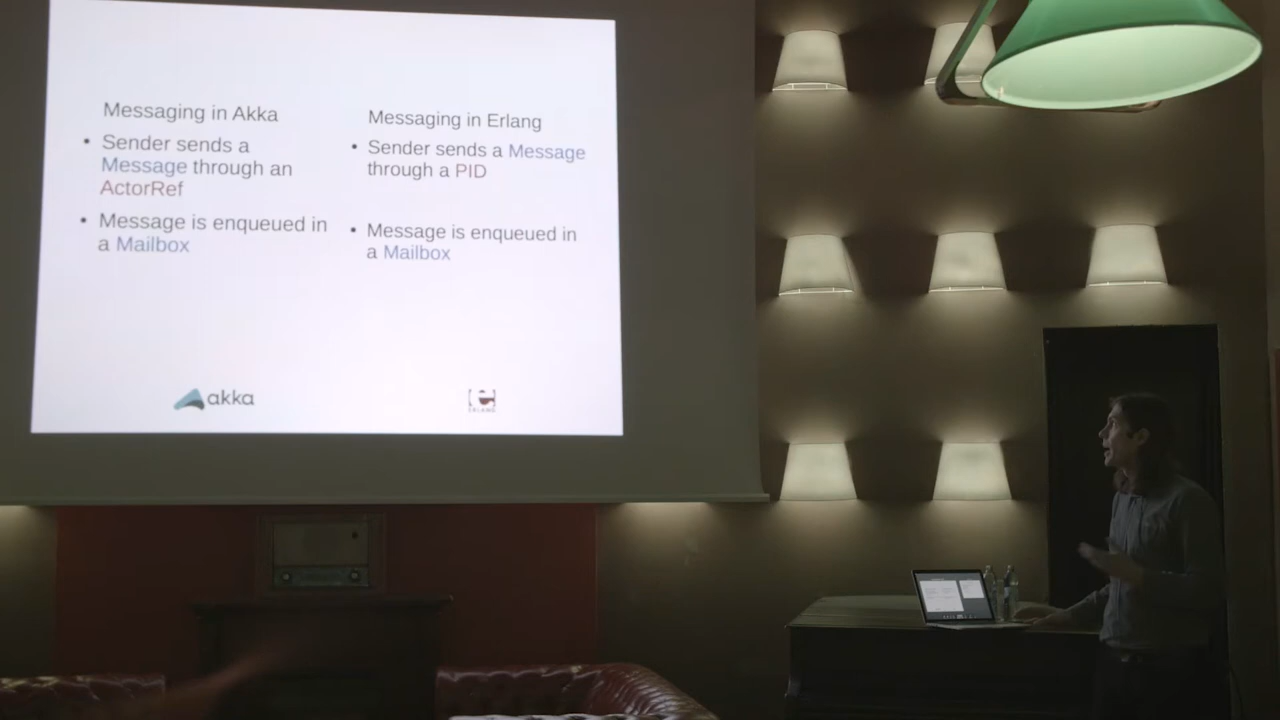 Messaging in Akka
• Sender sends a
Message through an
ActorRef
• Message is enqueued in
a Mailbox
akka
Messaging in Erlang
• Sender sends a Message
through a PID
• Message is enqueued in
a Mailbox
ERLANG